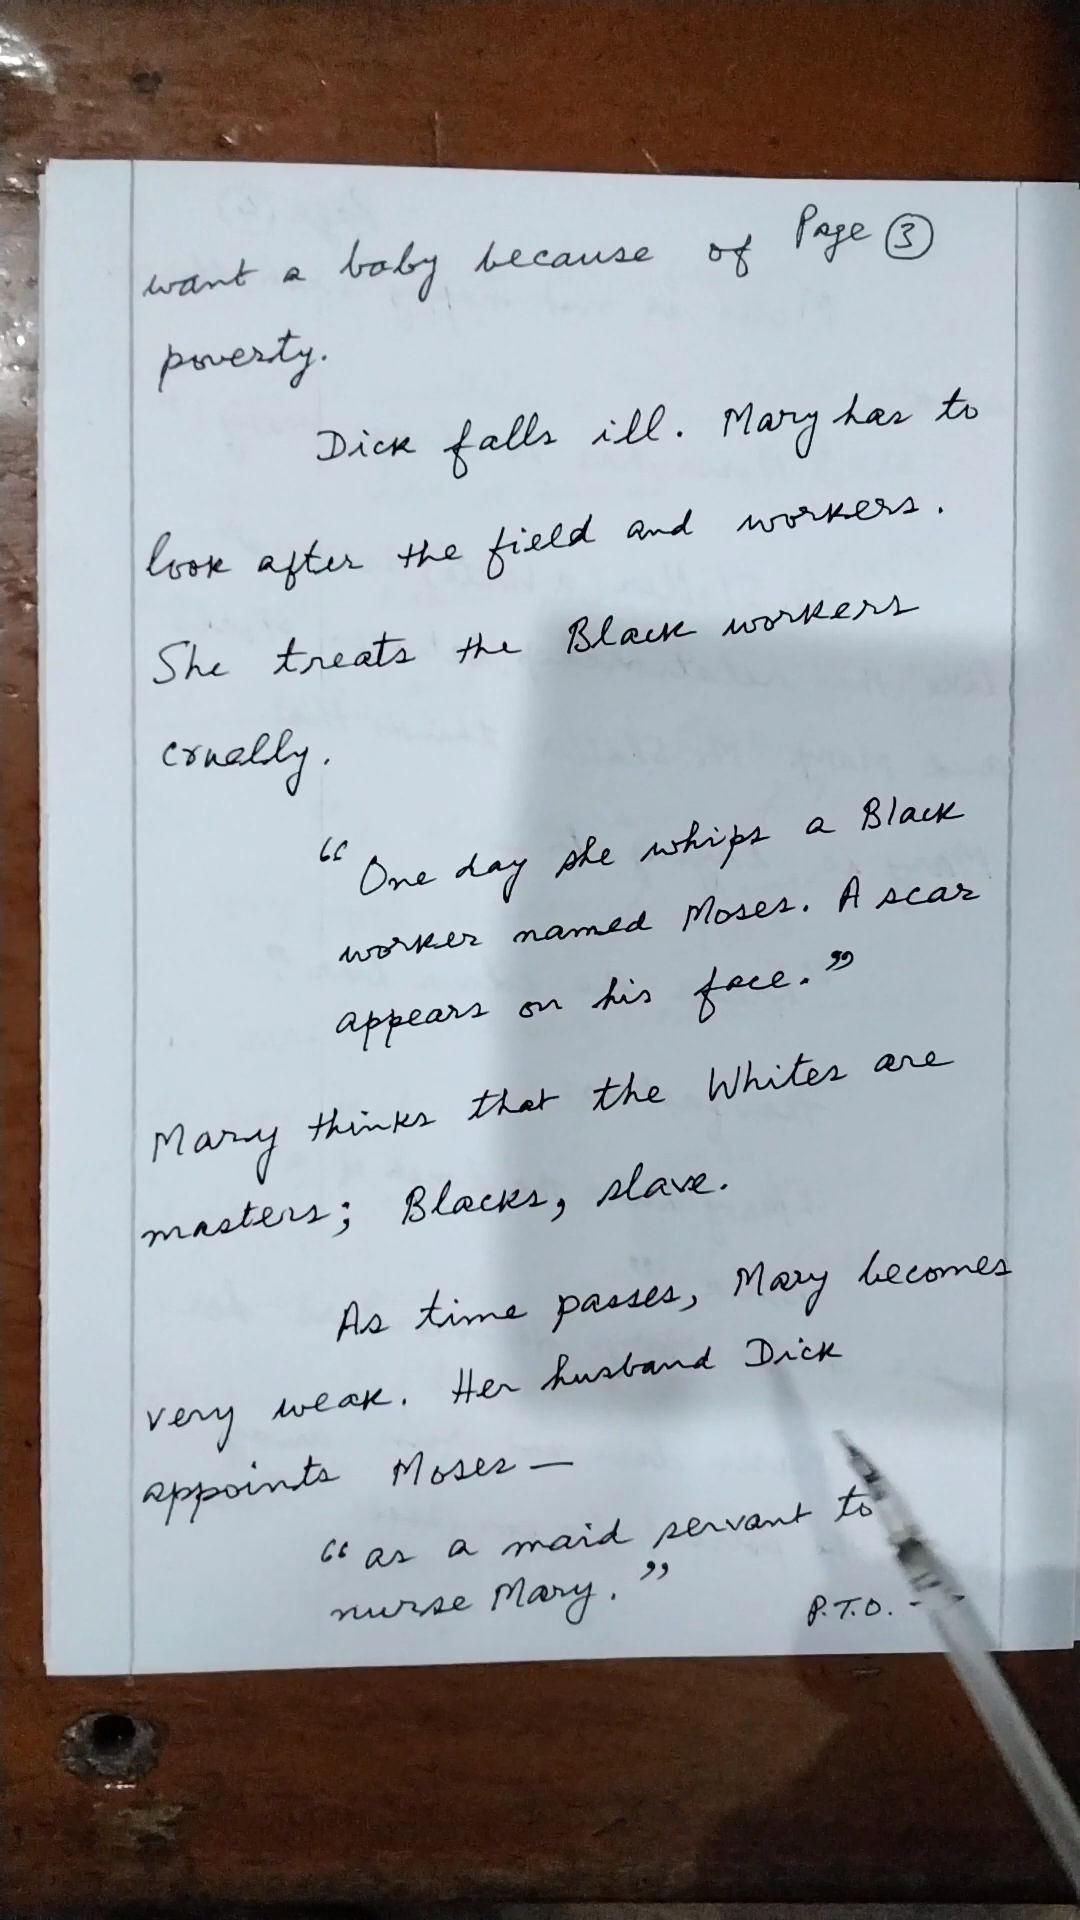 Page 3
want a baby because of
poverty.
Dick falls ill. Mary has to
look after the field and workers.
She treats the Black workers
cruelly.
“One day she whips a Black
worker named Moses. A scar
appears on his face.”
Mary thinks that the Whites are
masters; Blacks, slave.
As time passes, Mary becomes
very weak. Her husband Dick
appoints Moses —
“as a maid servant to
nurse Mary.”
P.T.O. -